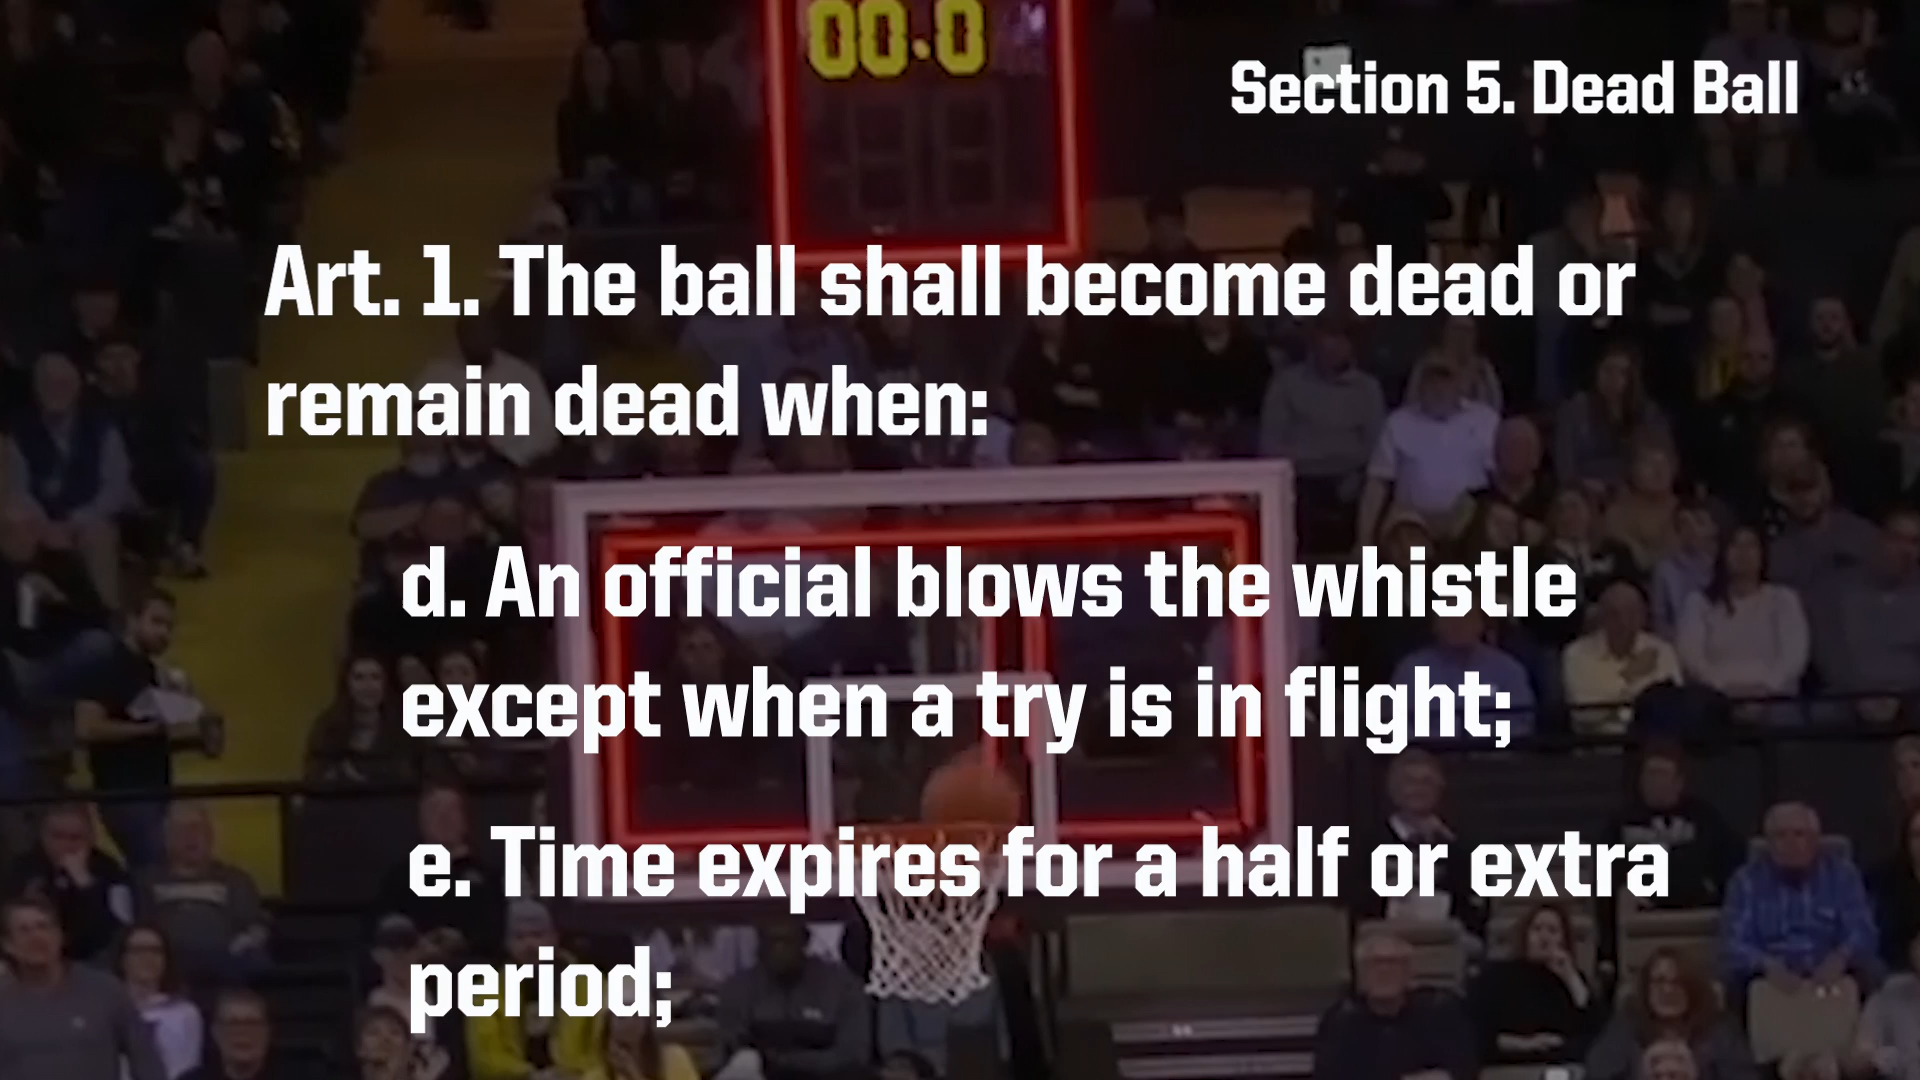 00.0
Section 5. Dead Ball
Art. 1. The ball shall become dead or
remain dead when:
d. An official blows the whistle
except when a try is in flight;
e. Time expires for a half or extra
period;